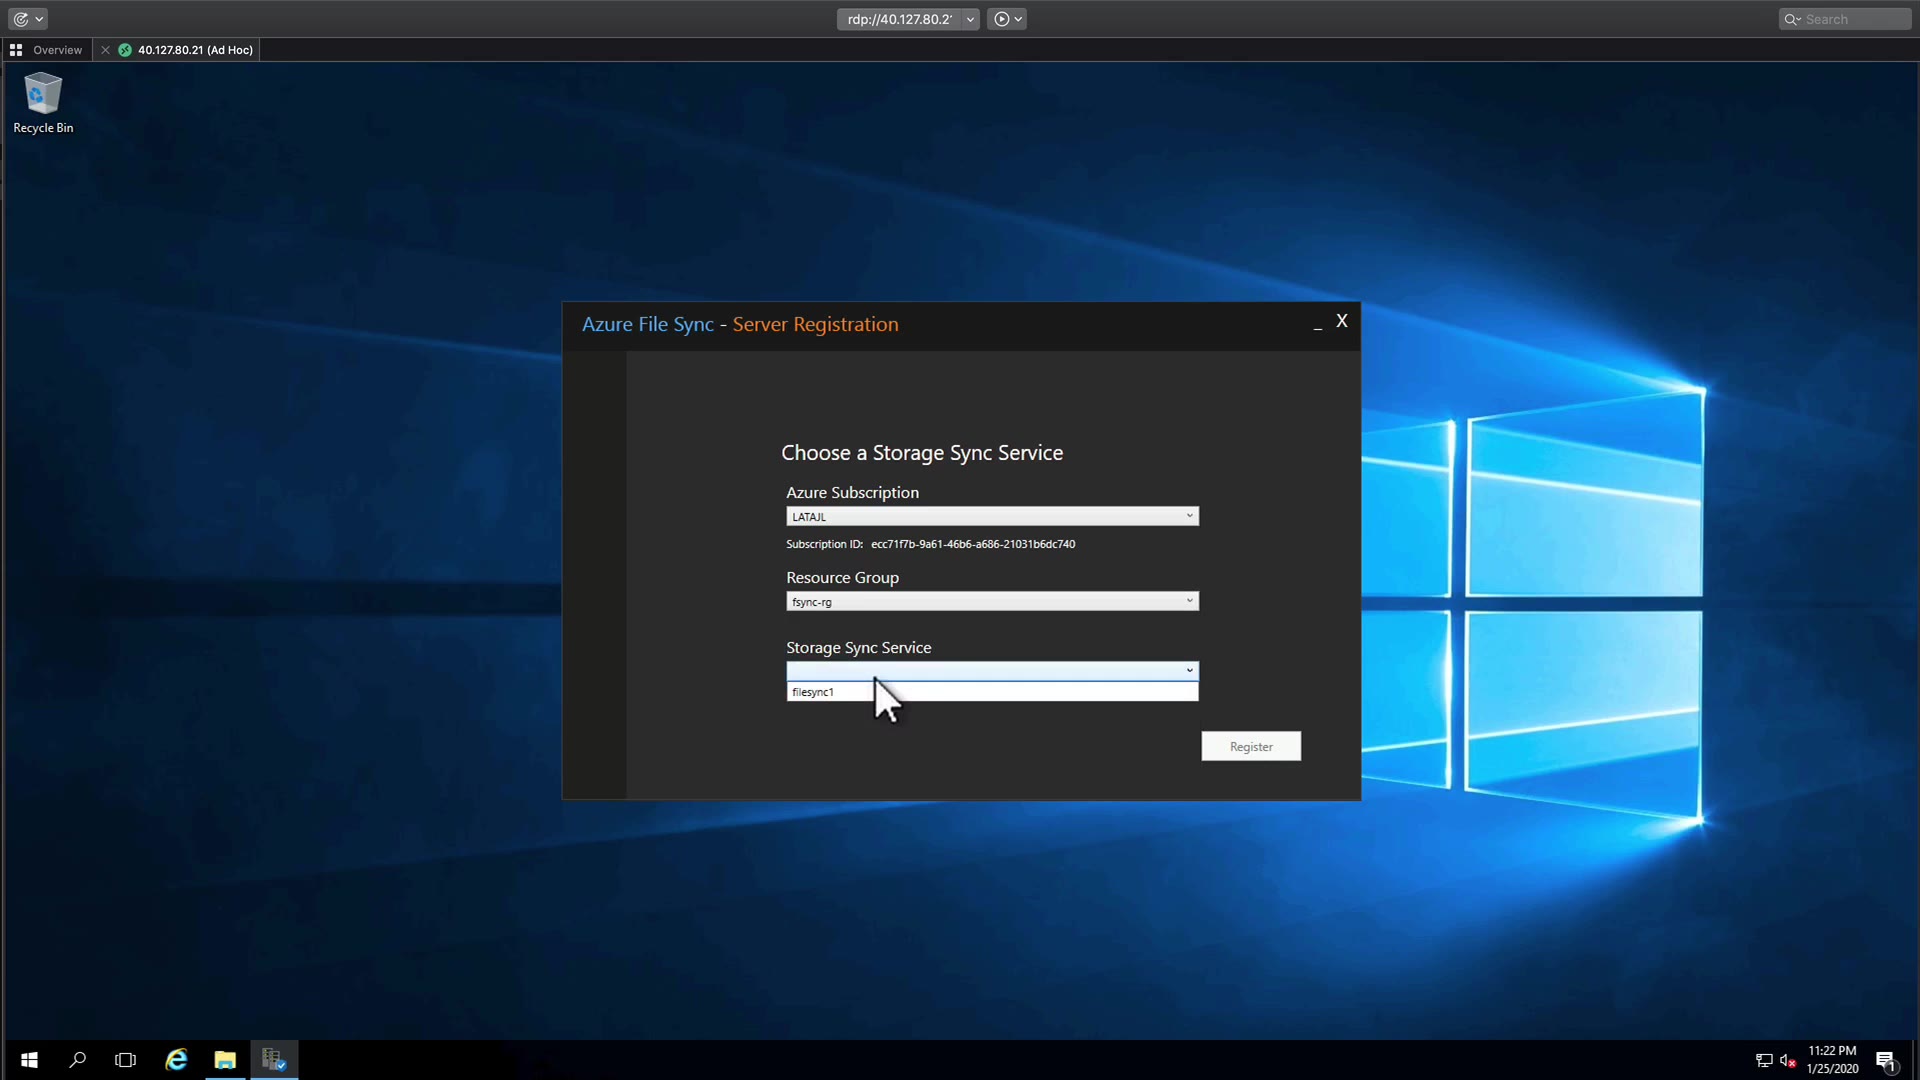 rdp://40.127.80.2
Search
Overview
40.127.80.21 (Ad Hoc)
Recycle Bin
Azure File Sync - Server Registration
_ X
Choose a Storage Sync Service
Azure Subscription
LATAJL
Subscription ID: ecc71f7b-9a61-46b6-a686-21031b6dc740
Resource Group
fsync-rg
Storage Sync Service
filesync1
Register
11:22 PM
1/25/2020
1